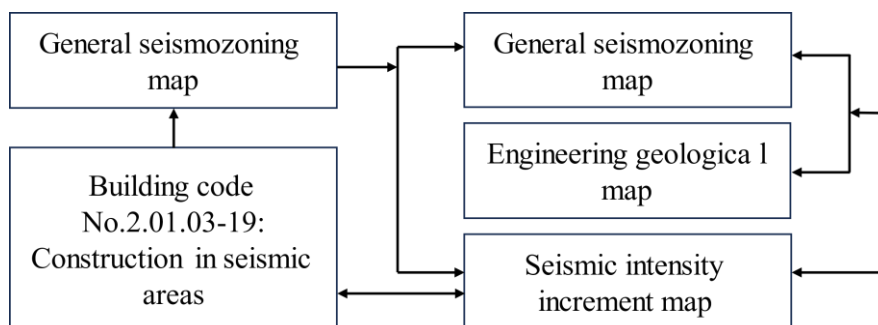 General seismozoning
map
Building code
No.2.01.03-19:
Construction in seismic
areas
General seismozoning
map
Engineering geologica l
map
Seismic intensity
increment map